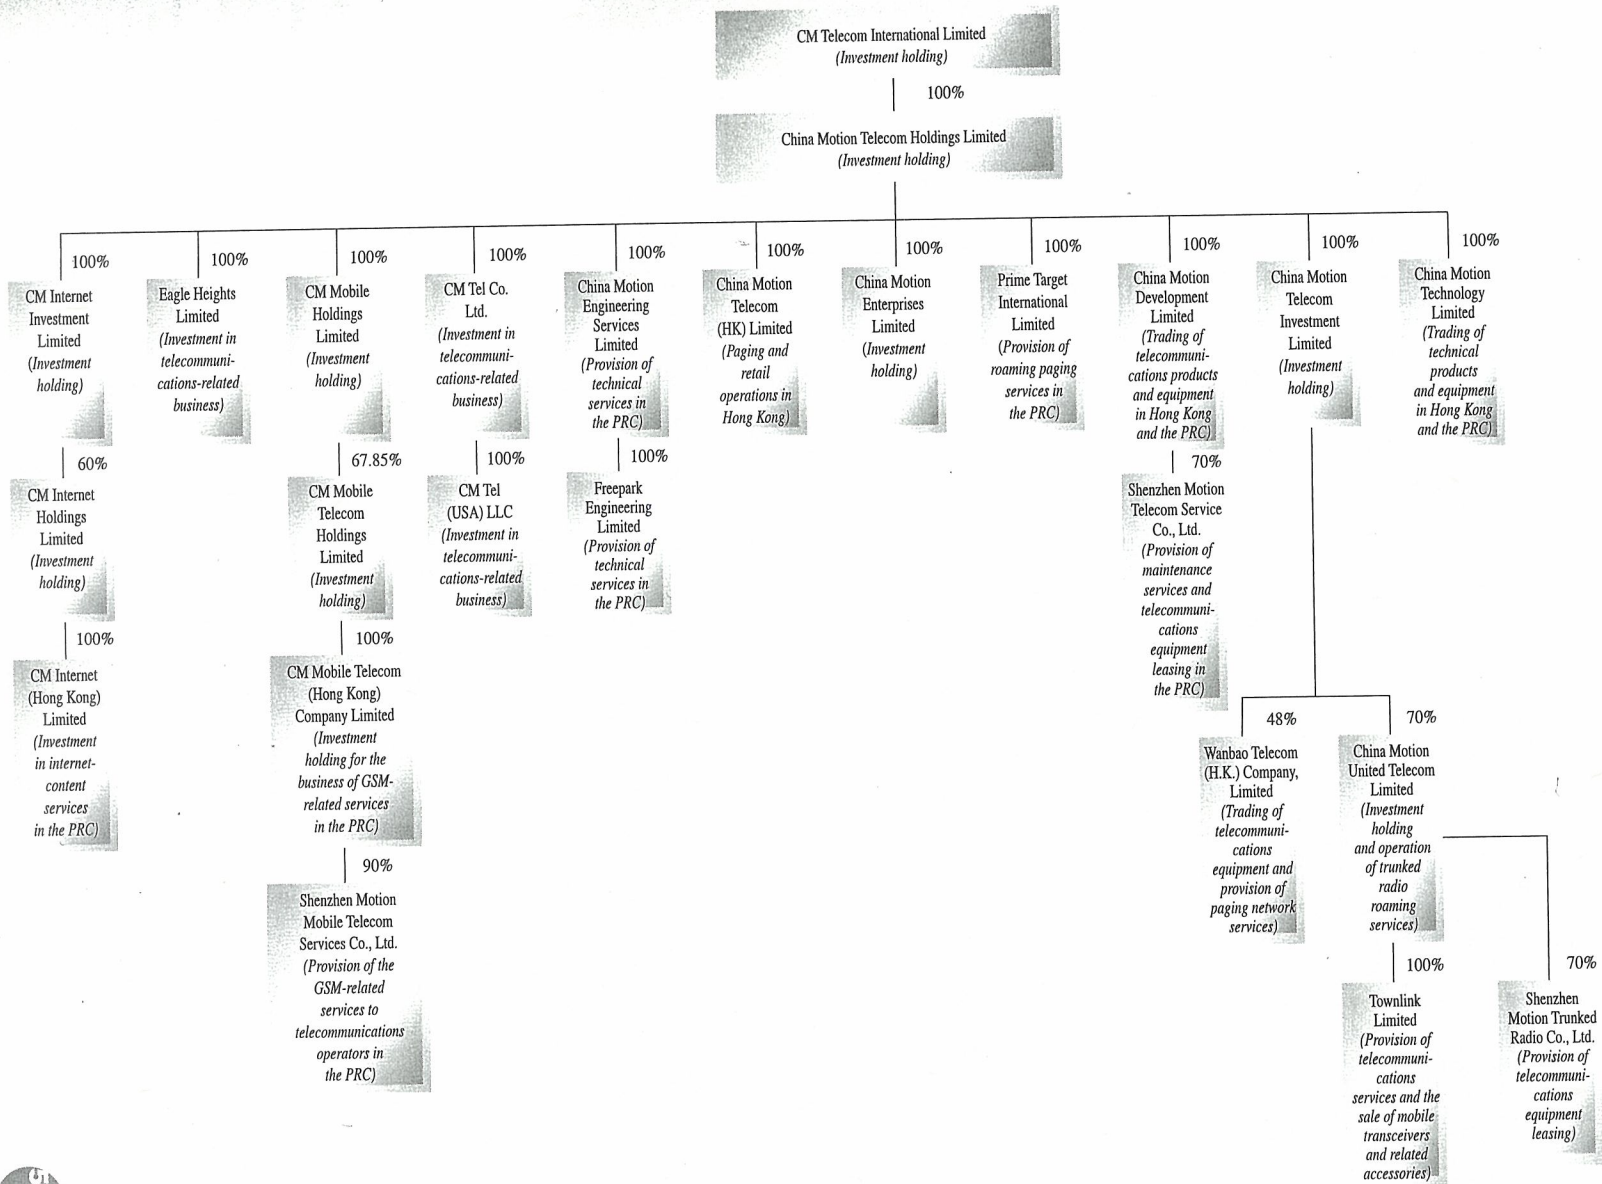 CM Telecom International Limited
(Investment holding)
100%
China Motion Telecom Holdings Limited
(Investment holding)
100%
CM Internet
Investment
Limited
(Investment
holding)
60%
CM Internet
Holdings
Limited
(Investment
holding)
100%
CM Internet
(Hong Kong)
Limited
(Investment
in internet-
content
services
in the PRC)
100%
Eagle Heights
Limited
(Investment in
telecommuni-
cations-related
business)
100%
CM Mobile
Holdings
Limited
(Investment
holding)
67.85%
CM Mobile
Telecom
Holdings
Limited
(Investment
holding)
100%
CM Mobile Telecom
(Hong Kong)
Company Limited
(Investment
holding for the
business of GSM-
related services
in the PRC)
90%
Shenzhen Motion
Mobile Telecom
Services Co., Ltd.
(Provision of the
GSM-related
services to
telecommunications
operators in
the PRC)
100%
CM Tel Co.
Ltd.
(Investment in
telecommuni-
cations-related
business)
100%
CM Tel
(USA) LLC
(Investment in
telecommuni-
cations-related
business)
100%
China Motion
Engineering
Services
Limited
(Provision of
technical
services in
the PRC)
100%
Freepark
Engineering
Limited
(Provision of
technical
services in
the PRC)
100%
China Motion
Telecom
(HK) Limited
(Paging and
retail
operations in
Hong Kong)
100%
China Motion
Enterprises
Limited
(Investment
holding)
100%
Prime Target
International
Limited
(Provision of
roaming paging
services in
the PRC)
100%
China Motion
Development
Limited
(Trading of
telecommuni-
cations products
and equipment
in Hong Kong
and the PRC)
70%
Shenzhen Motion
Telecom Service
Co., Ltd.
(Provision of
maintenance
services and
telecommuni-
cations
equipment
leasing in
the PRC)
100%
China Motion
Telecom
Investment
Limited
(Investment
holding)
48%
Wanbao Telecom
(H.K.) Company,
Limited
(Trading of
telecommuni-
cations
equipment and
provision of
paging network
services)
70%
China Motion
United Telecom
Limited
(Investment
holding
and operation
of trunked
radio
roaming
services)
100%
Townlink
Limited
(Provision of
telecommuni-
cations
services and the
sale of mobile
transceivers
and related
accessories)
70%
Shenzhen
Motion Trunked
Radio Co., Ltd.
(Provision of
telecommuni-
cations
equipment
leasing)
100%
China Motion
Technology
Limited
(Trading of
technical
products
and equipment
in Hong Kong
and the PRC)